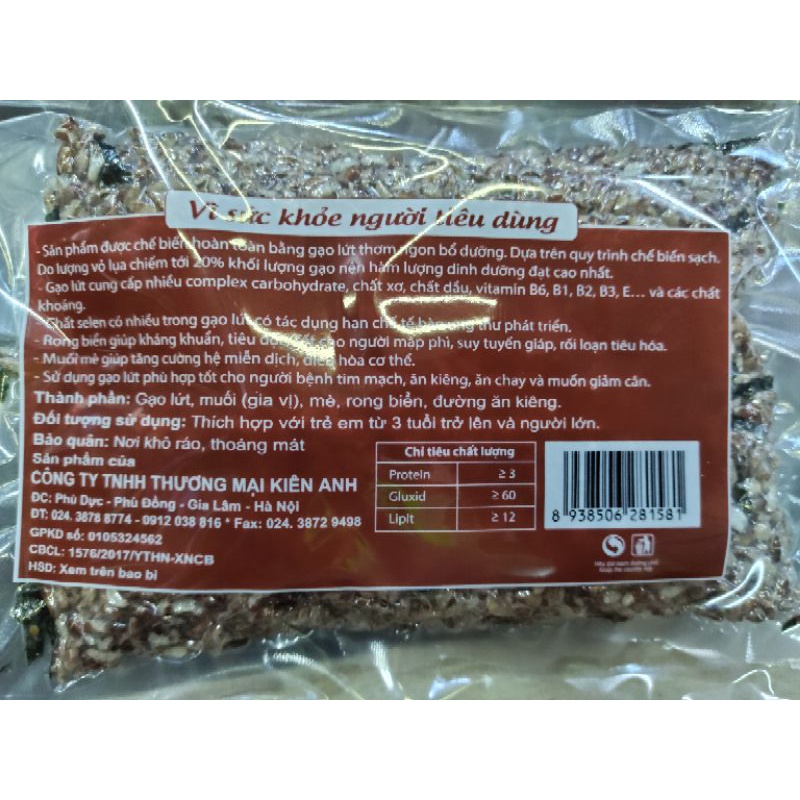 Vì sức khỏe người tiêu dùng
- Sản phẩm được chế biến hoàn toàn bằng gạo lứt thơm ngon bổ dưỡng. Dựa trên quy trình chế biến sạch.
Do lượng vỏ lụa chiếm tới 20% khối lượng gạo nên hàm lượng dinh dưỡng đạt cao nhất.
- Gạo lứt cung cấp nhiều complex carbohydrate, chất xơ, chất dầu, vitamin B6, B1, B2, B3, E... và các chất
khoáng.
- Chất selen có nhiều trong gạo lứt có tác dụng hạn chế tế bào ung thư phát triển.
- Rong biển giúp kháng khuẩn, tiêu độc, tốt cho người mập phì, suy tuyến giáp, rối loạn tiêu hóa.
- Muối mè giúp tăng cường hệ miễn dịch, điều hòa cơ thể.
- Sử dụng gạo lứt phù hợp tốt cho người bệnh tim mạch, ăn kiêng, ăn chay và muốn giảm cân.
Thành phần: Gạo lứt, muối (gia vị), mè, rong biển, đường ăn kiêng.
Đối tượng sử dụng: Thích hợp với trẻ em từ 3 tuổi trở lên và người lớn.
Bảo quản: Nơi khô ráo, thoáng mát
Sản phẩm của
CÔNG TY TNHH THƯƠNG MẠI KIÊN ANH
ĐC: Phù Dực - Phù Đổng - Gia Lâm - Hà Nội
ĐT: 024. 3878 8774 - 0912 038 816 * Fax: 024. 3872 9498
GPKD số: 0105324562
CBCL: 1576/2017/YTHN-XNCB
HSD: Xem trên bao bì
Chỉ tiêu chất lượng
Protein ≥ 3
Gluxid ≥ 60
Lipit ≥ 12
8 938506 281581